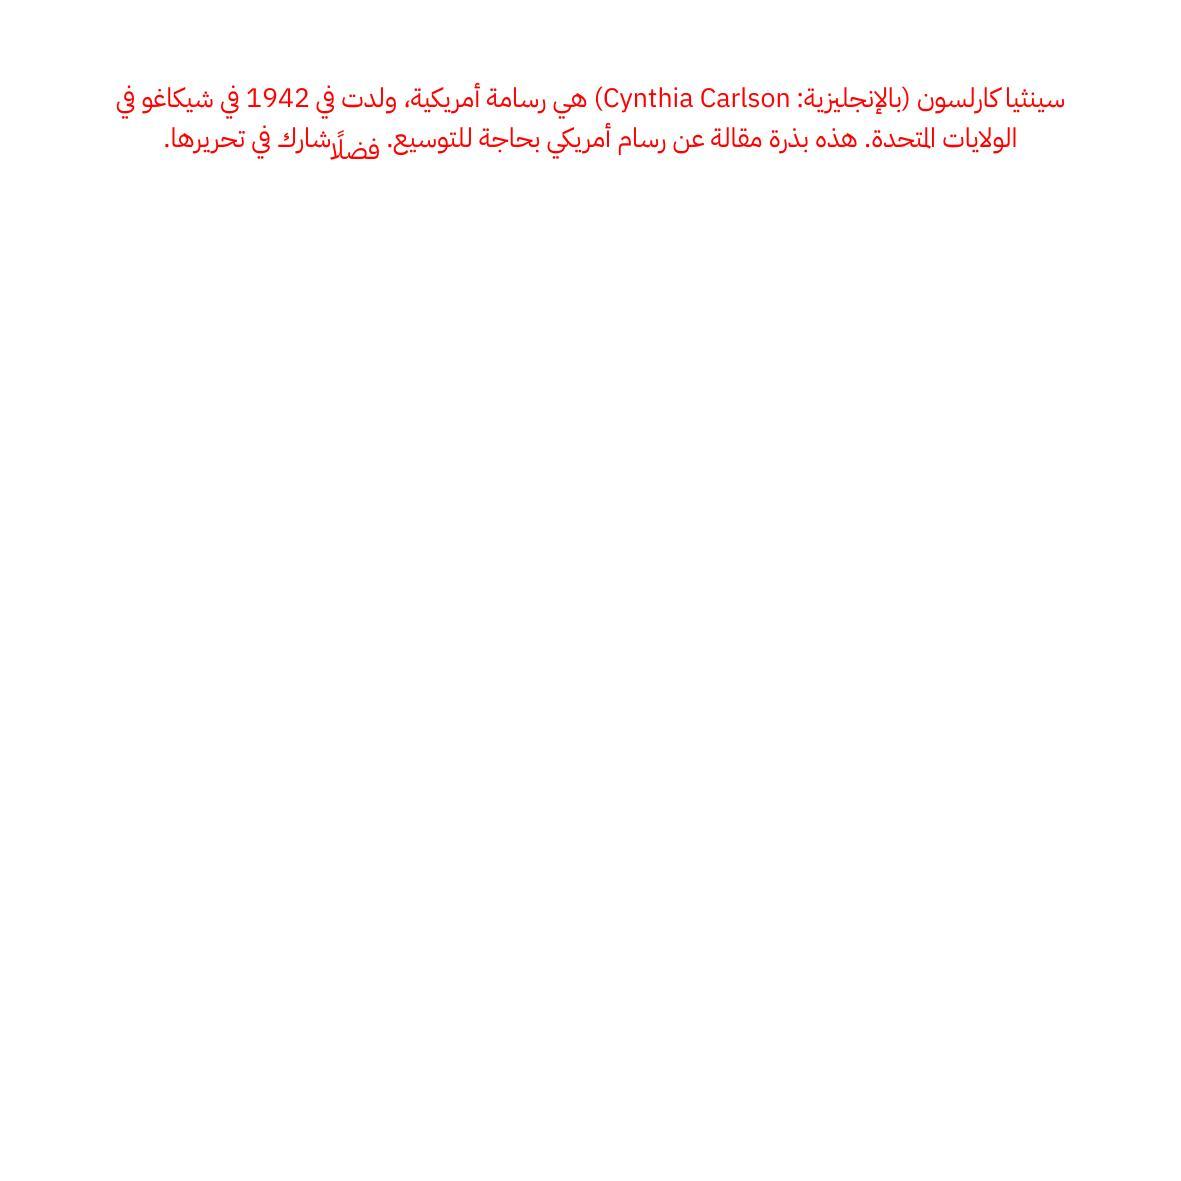 سينثيا كارلسون (بالإنجليزية: Cynthia Carlson) هي رسامة أمريكية، ولدت في 1942 في شيكاغو في
الولايات المتحدة. هذه بذرة مقالة عن رسام أمريكي بحاجة للتوسيع. فضلًا شارك في تحريرها.